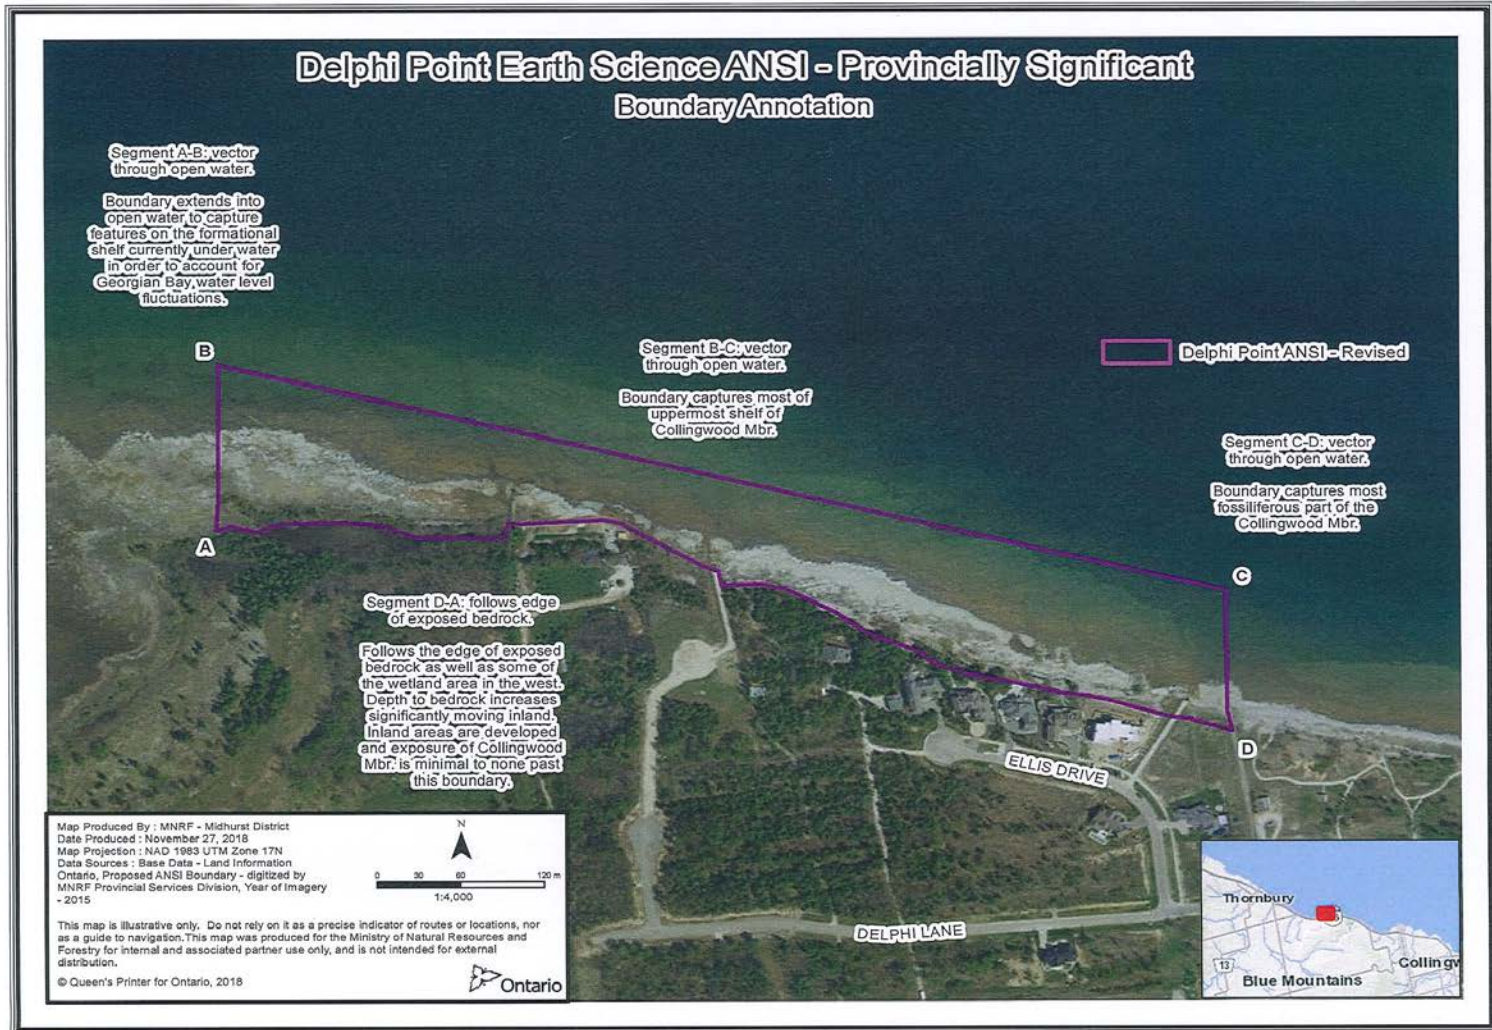 Delphi Point Earth Science ANSI - Provincially Significant
Boundary Annotation
Segment A-B: vector
through open water.
Boundary extends into
open water to capture
features on the formational
shelf currently under water
in order to account for
Georgian Bay water level
fluctuations.
B
Segment B-C: vector
through open water.
Boundary captures most of
uppermost shelf of
Collingwood Mbr.
Delphi Point ANSI - Revised
Segment C-D: vector
through open water.
Boundary captures most
fossiliferous part of the
Collingwood Mbr.
A
C
Segment D-A: follows edge
of exposed bedrock.
Follows the edge of exposed
bedrock as well as some of
the wetland area in the west.
Depth to bedrock increases
significantly moving inland.
Inland areas are developed
and exposure of Collingwood
Mbr. is minimal to none past
this boundary.
D
ELLIS DRIVE
DELPHI LANE
Map Produced By : MNRF - Midhurst District
Date Produced : November 27, 2018
Map Projection : NAD 1983 UTM Zone 17N
Data Sources : Base Data - Land Information
Ontario, Proposed ANSI Boundary - digitized by
MNRF Provincial Services Division, Year of Imagery
- 2015
N
0 30 60 120 m
1:4,000
This map is illustrative only. Do not rely on it as a precise indicator of routes or locations, nor
as a guide to navigation.This map was produced for the Ministry of Natural Resources and
Forestry for internal and associated partner use only, and is not intended for external
distribution.
© Queen's Printer for Ontario, 2018
Ontario
Thornbury
13
Blue Mountains
Collingw